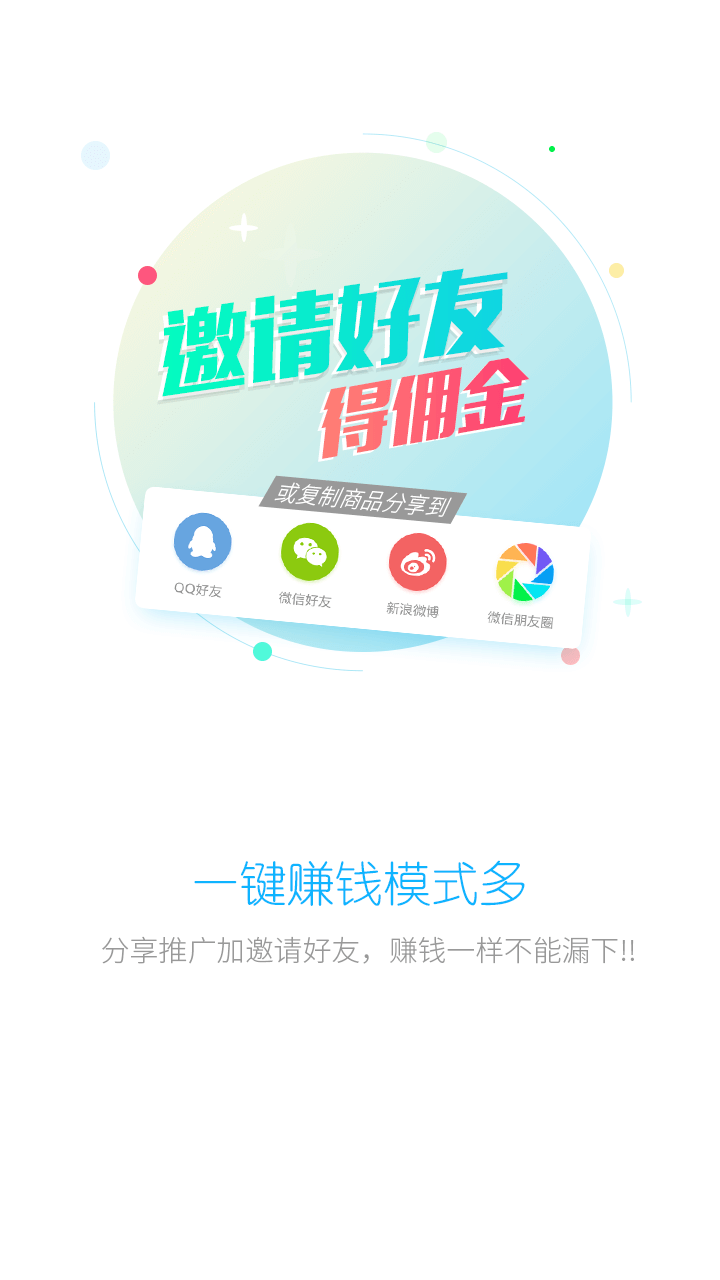 邀请好友
得佣金
或复制商品分享到
QQ好友
微信好友
新浪微博
微信朋友圈
一键赚钱模式多
分享推广加邀请好友，赚钱一样不能漏下!!